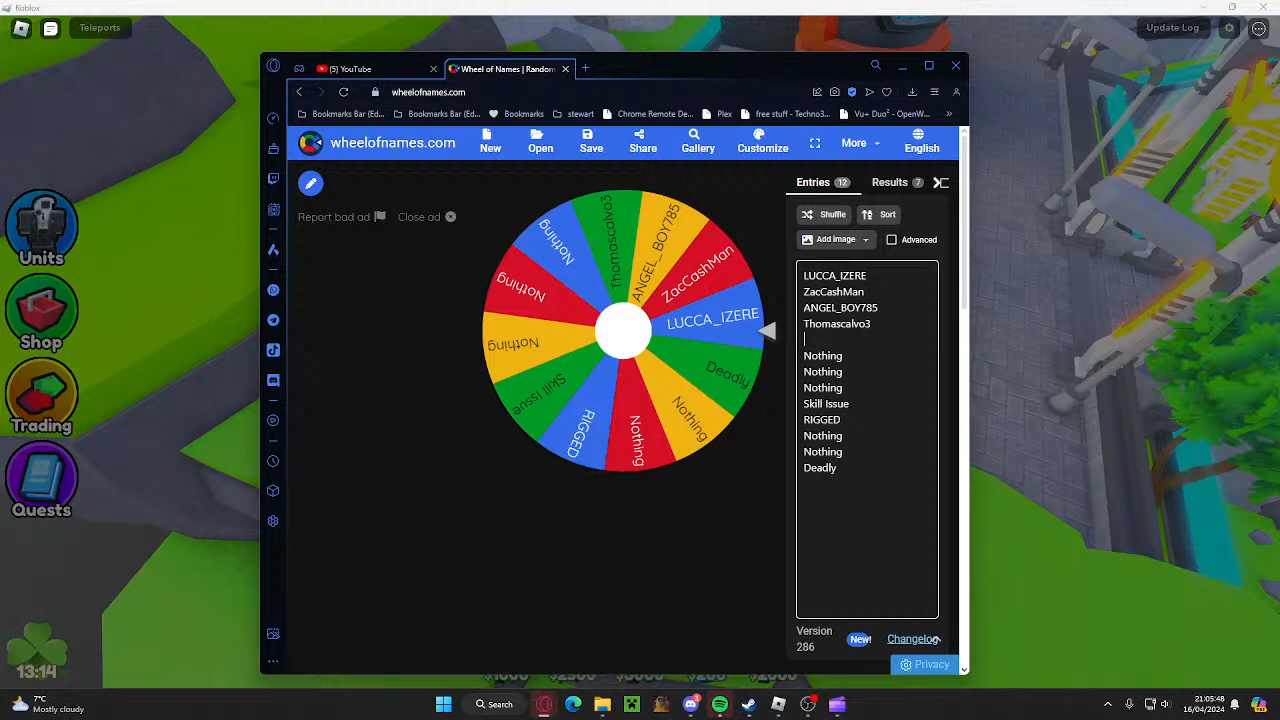 Roblox
Teleports
Update Log
Units
Shop
Trading
Quests
13:14
(5) YouTube
Wheel of Names | Random
wheelofnames.com
Bookmarks Bar (Ed...
Bookmarks Bar (Ed...
Bookmarks
stewart
Chrome Remote De...
Plex
free stuff - Techno3...
Vu+ Duo² - OpenW...
»
wheelofnames.com
New
Open
Save
Share
Gallery
Customize
More
English
Report bad ad
Close ad
Thomascalvo3
ANGEL_BOY785
ZacCashMan
LUCCA_IZERE
Deadly
Nothing
Nothing
RIGGED
Skill Issue
Nothing
Nothing
Nothing
Entries 12
Results 7
Shuffle
Sort
Add Image
Advanced
LUCCA_IZERE
ZacCashMan
ANGEL_BOY785
Thomascalvo3
Nothing
Nothing
Nothing
Skill Issue
RIGGED
Nothing
Nothing
Deadly
Version
286
New!
Changelog
Privacy
7°C
Mostly cloudy
Search
3
21:05:48
16/04/2024